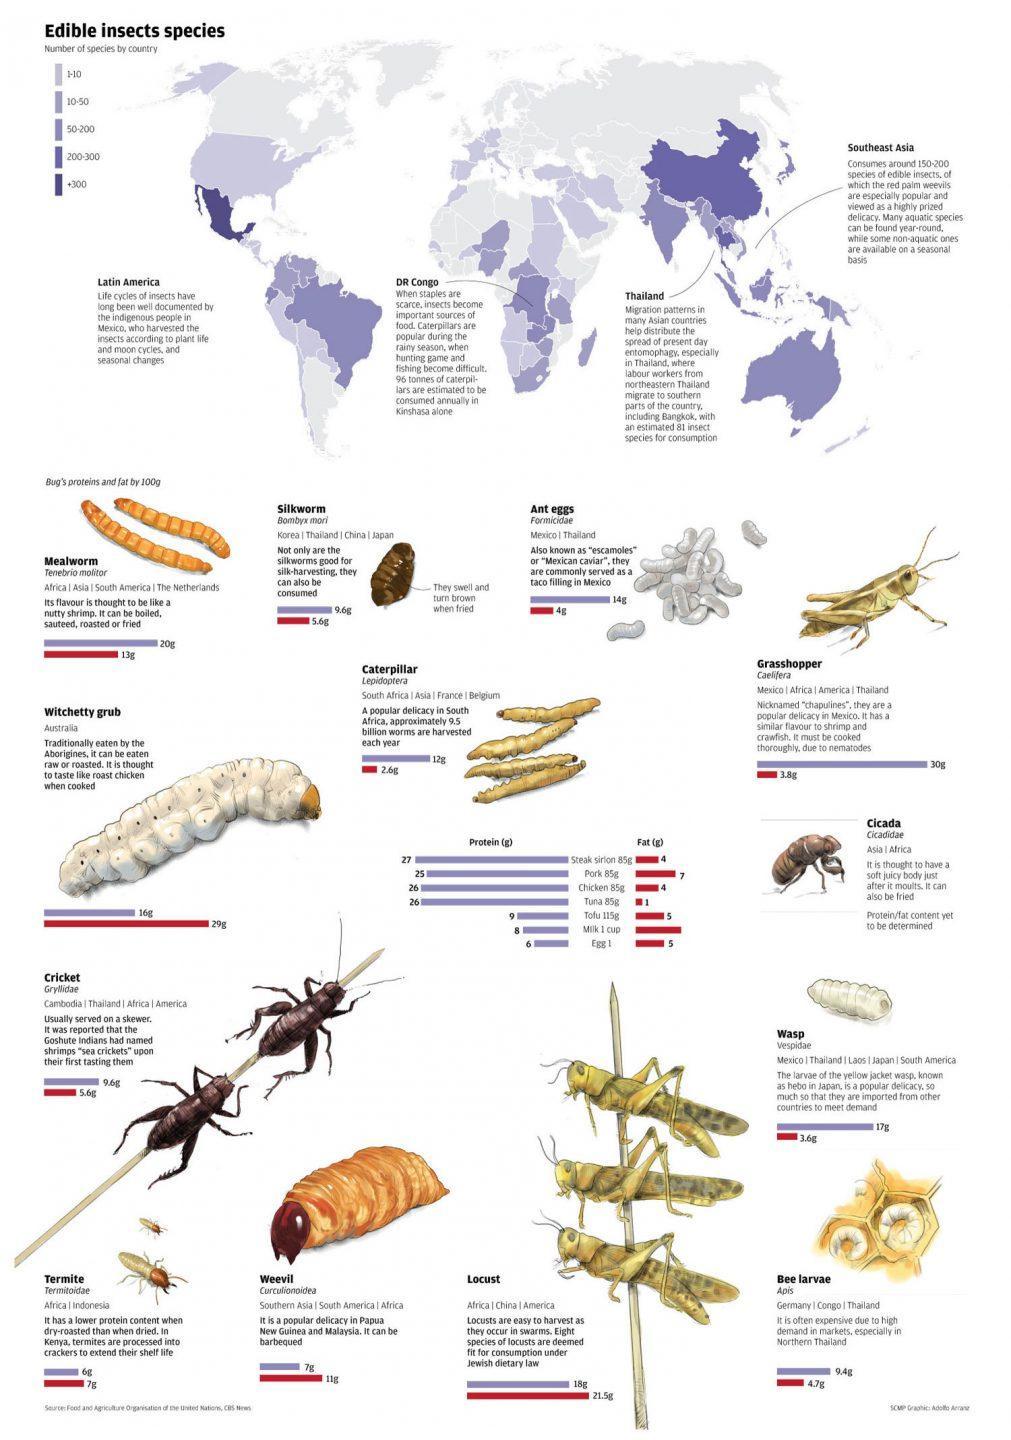 Edible insects species
Number of species by country
1-10
10-50
50-200
200-300
+300
Southeast Asia
Consumes around 150-200
species of edible insects, of
which the red palm weevils
are especially popular and
viewed as a highly prized
delicacy. Many aquatic species
can be found year-round,
while some non-aquatic ones
are available on a seasonal
basis
Latin America
Life cycles of insects have
long been well documented by
the indigenous people in
Mexico, who harvested the
insects according to plant life
and moon cycles, and
seasonal changes
DR Congo
When staples are
scarce, insects become
important sources of
food. Caterpillars are
popular during the
rainy season, when
hunting game and
fishing become difficult.
96 tonnes of caterpil-
lars are estimated to be
consumed annually in
Kinshasa alone
Thailand
Migration patterns in
many Asian countries
help distribute the
spread of present day
entomophagy, especially
in Thailand, where
labour workers from
northeastern Thailand
migrate to southern
parts of the country,
including Bangkok, with
an estimated 81 insect
species for consumption
Bug's proteins and fat by 100g
Mealworm
Tenebrio molitor
Africa | Asia | South America | The Netherlands
Its flavour is thought to be like a
nutty shrimp. It can be boiled,
sauteed, roasted or fried
20g
13g
Silkworm
Bombyx mori
Korea | Thailand | China | Japan
Not only are the
silkworms good for
silk-harvesting, they
can also be
consumed
9.6g
5.6g
They swell and
turn brown
when fried
Ant eggs
Formicidae
Mexico | Thailand
Also known as "escamoles"
or "Mexican caviar", they
are commonly served as a
taco filling in Mexico
14g
4g
Grasshopper
Caelifera
Mexico | Africa | America | Thailand
Nicknamed "chapulines", they are a
popular delicacy in Mexico. It has a
similar flavour to shrimp and
crawfish. It must be cooked
thoroughly, due to nematodes
30g
3.8g
Caterpillar
Lepidoptera
South Africa | Asia | France | Belgium
A popular delicacy in South
Africa, approximately 9.5
billion worms are harvested
each year
12g
2.6g
Witchetty grub
Australia
Traditionally eaten by the
Aborigines, it can be eaten
raw or roasted. It is thought
to taste like roast chicken
when cooked
16g
29g
Protein (g) Fat (g)
27 Steak sirlon 85g 4
25 Pork 85g 7
26 Chicken 85g 4
26 Tuna 85g 1
9 Tofu 115g 5
8 Milk 1 cup
6 Egg 1 5
Cicada
Cicadidae
Asia | Africa
It is thought to have a
soft juicy body just
after it moults. It can
also be fried
Protein/fat content yet
to be determined
Cricket
Gryllidae
Cambodia | Thailand | Africa | America
Usually served on a skewer.
It was reported that the
Goshute Indians had named
shrimps "sea crickets" upon
their first tasting them
9.6g
5.6g
Wasp
Vespidae
Mexico | Thailand | Laos | Japan | South America
The larvae of the yellow jacket wasp, known
as hebo in Japan, is a popular delicacy, so
much so that they are imported from other
countries to meet demand
17g
3.6g
Termite
Termitoidae
Africa | Indonesia
It has a lower protein content when
dry-roasted than when dried. In
Kenya, termites are processed into
crackers to extend their shelf life
6g
7g
Weevil
Curculionoidea
Southern Asia | South America | Africa
It is a popular delicacy in Papua
New Guinea and Malaysia. It can be
barbequed
7g
11g
Locust
Africa | China | America
Locusts are easy to harvest as
they occur in swarms. Eight
species of locusts are deemed
fit for consumption under
Jewish dietary law
18g
21.5g
Bee larvae
Apis
Germany | Congo | Thailand
It is often expensive due to high
demand in markets, especially in
Northern Thailand
9.4g
4.7g
Source: Food and Agriculture Organisation of the United Nations, CBS News
SCMP Graphic: Adolfo Arranz